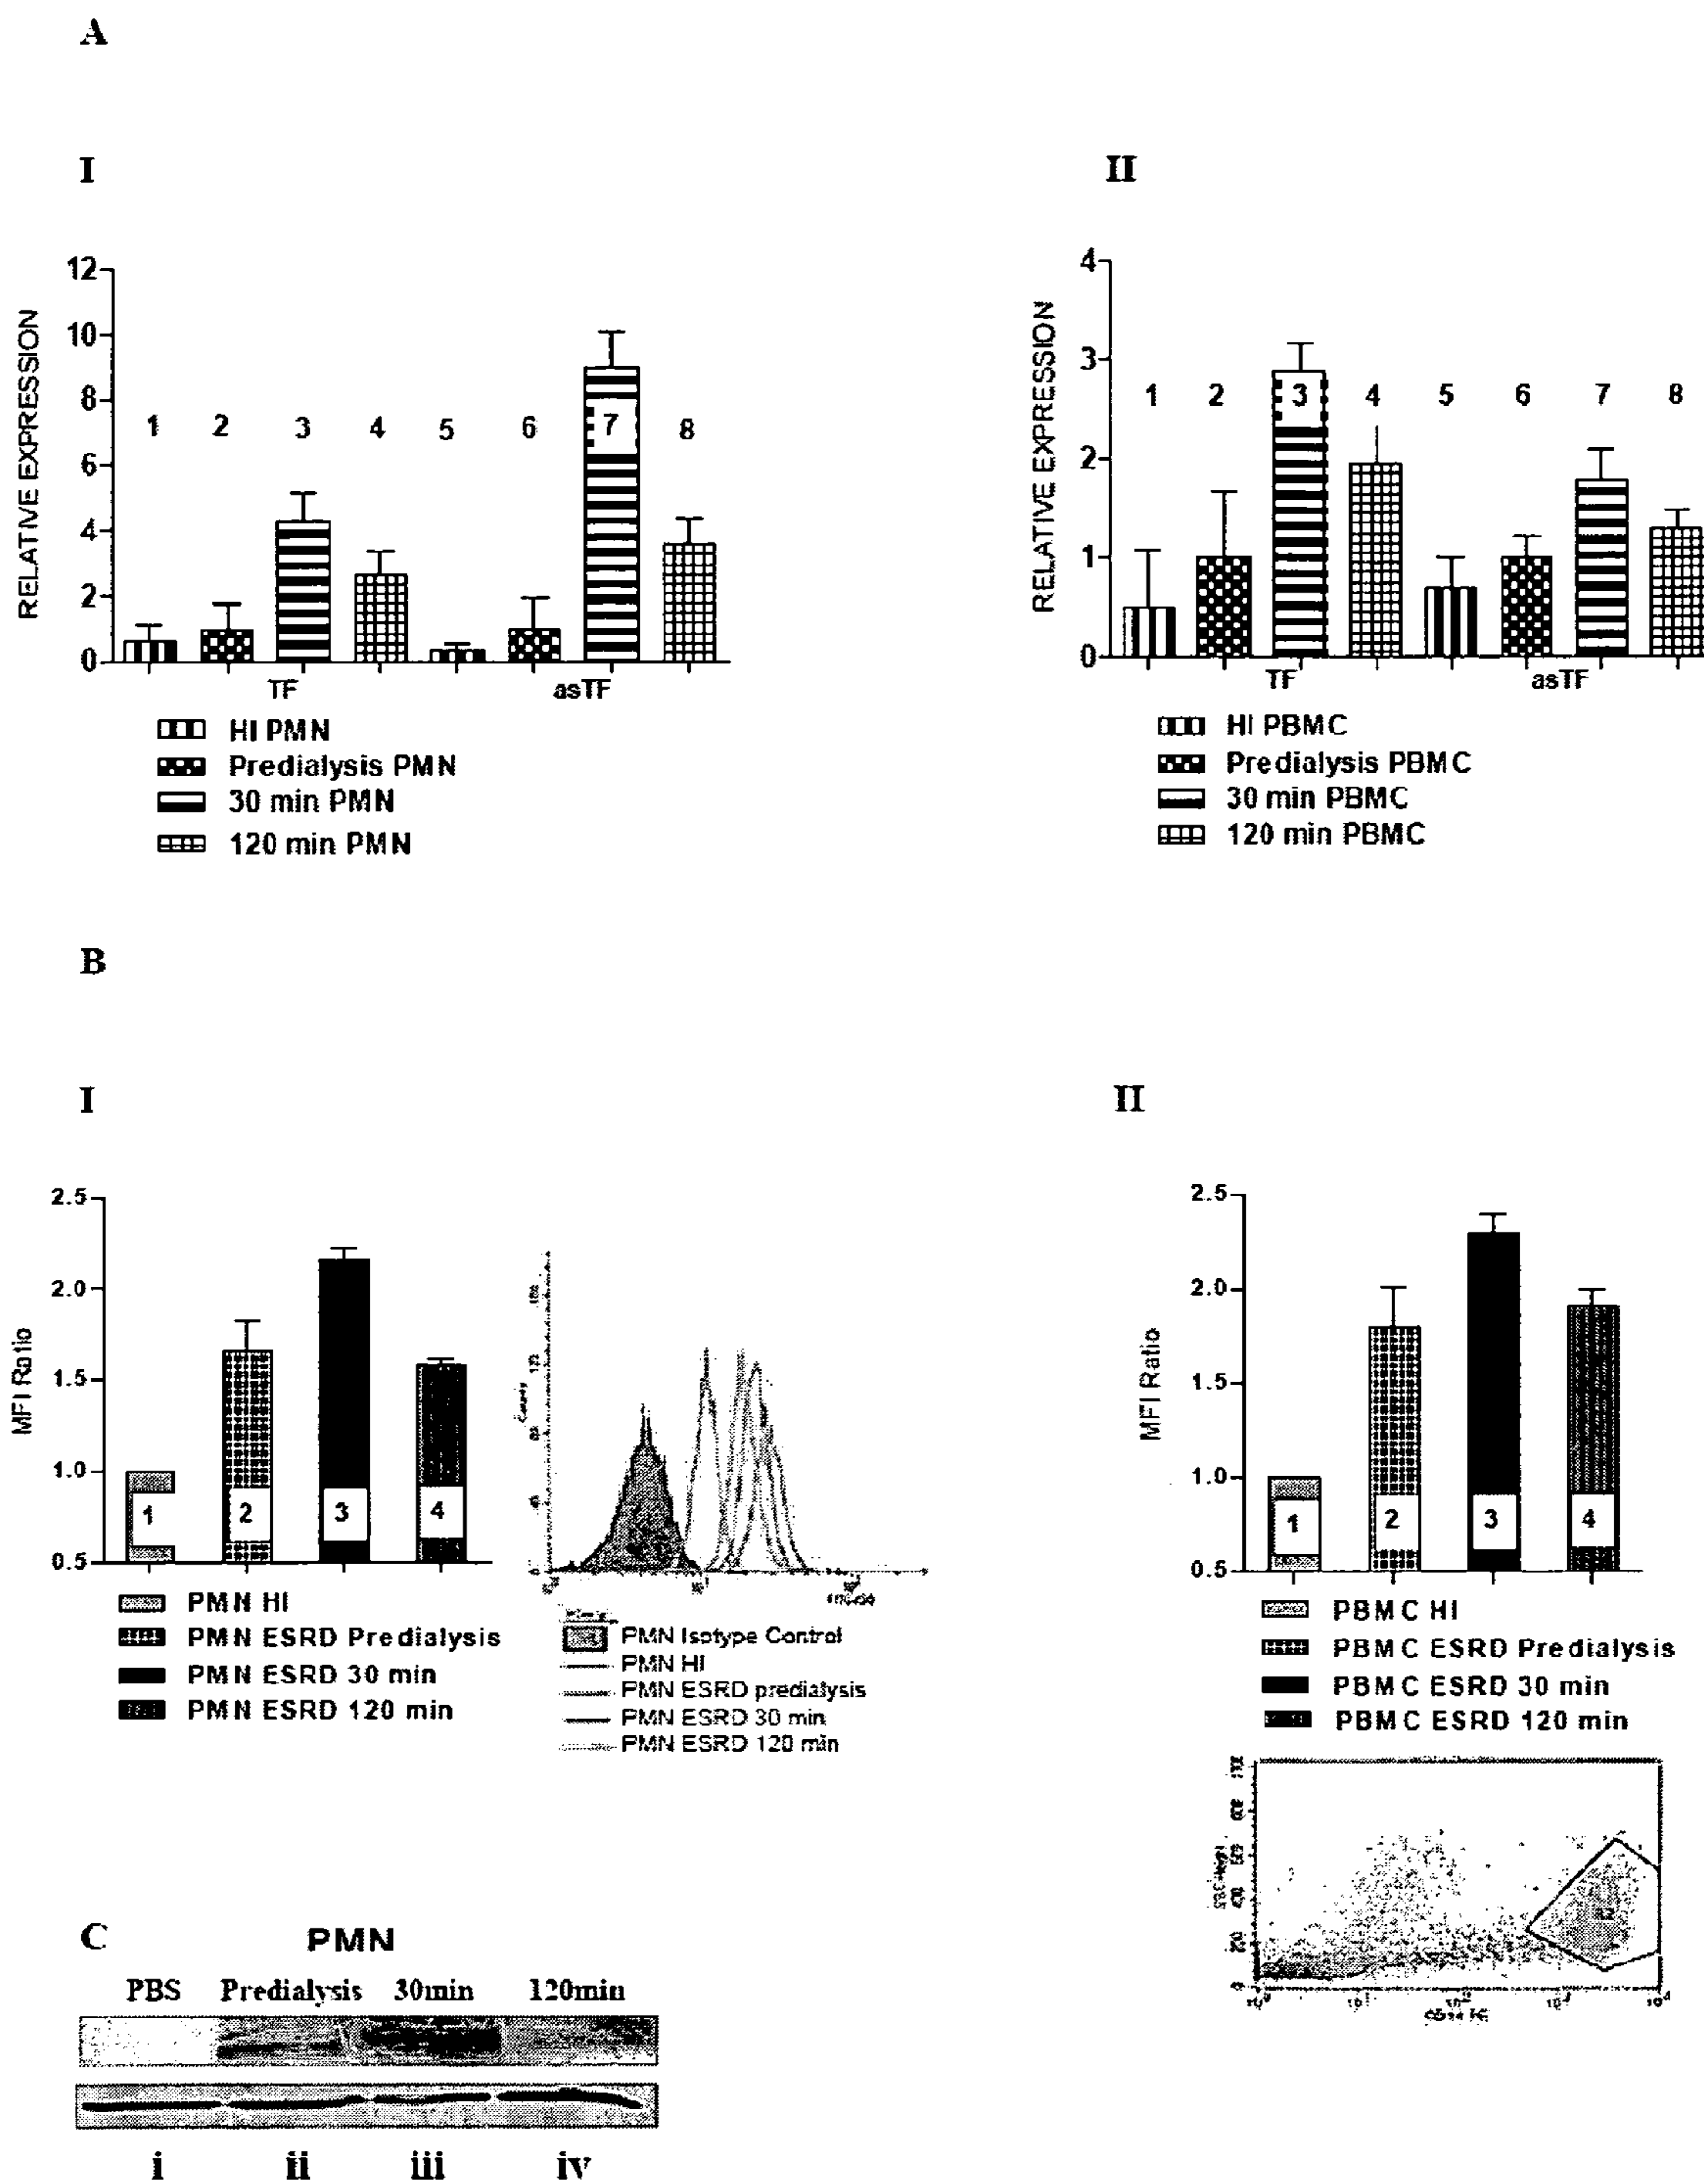 A
I
II
12
10
8
6
4
2
0
RELATIVE EXPRESSION
1 2 3 4 5 6 7 8
TF asTF
HI PMN
Predialysis PMN
30 min PMN
120 min PMN
4
3
2
1
0
RELATIVE EXPRESSION
1 2 3 4 5 6 7 8
TF asTF
HI PBMC
Predialysis PBMC
30 min PBMC
120 min PBMC
B
I
II
2.5
2.0
1.5
1.0
0.5
MFI Ratio
1 2 3 4
PMN HI
PMN ESRD Predialysis
PMN ESRD 30 min
PMN ESRD 120 min
PMN Isotype Control
PMN HI
PMN ESRD predialysis
PMN ESRD 30 min
PMN ESRD 120 min
2.5
2.0
1.5
1.0
0.5
MFI Ratio
1 2 3 4
PBMC HI
PBMC ESRD Predialysis
PBMC ESRD 30 min
PBMC ESRD 120 min
C
PMN
PBS Predialysis 30min 120min
i ii iii iv